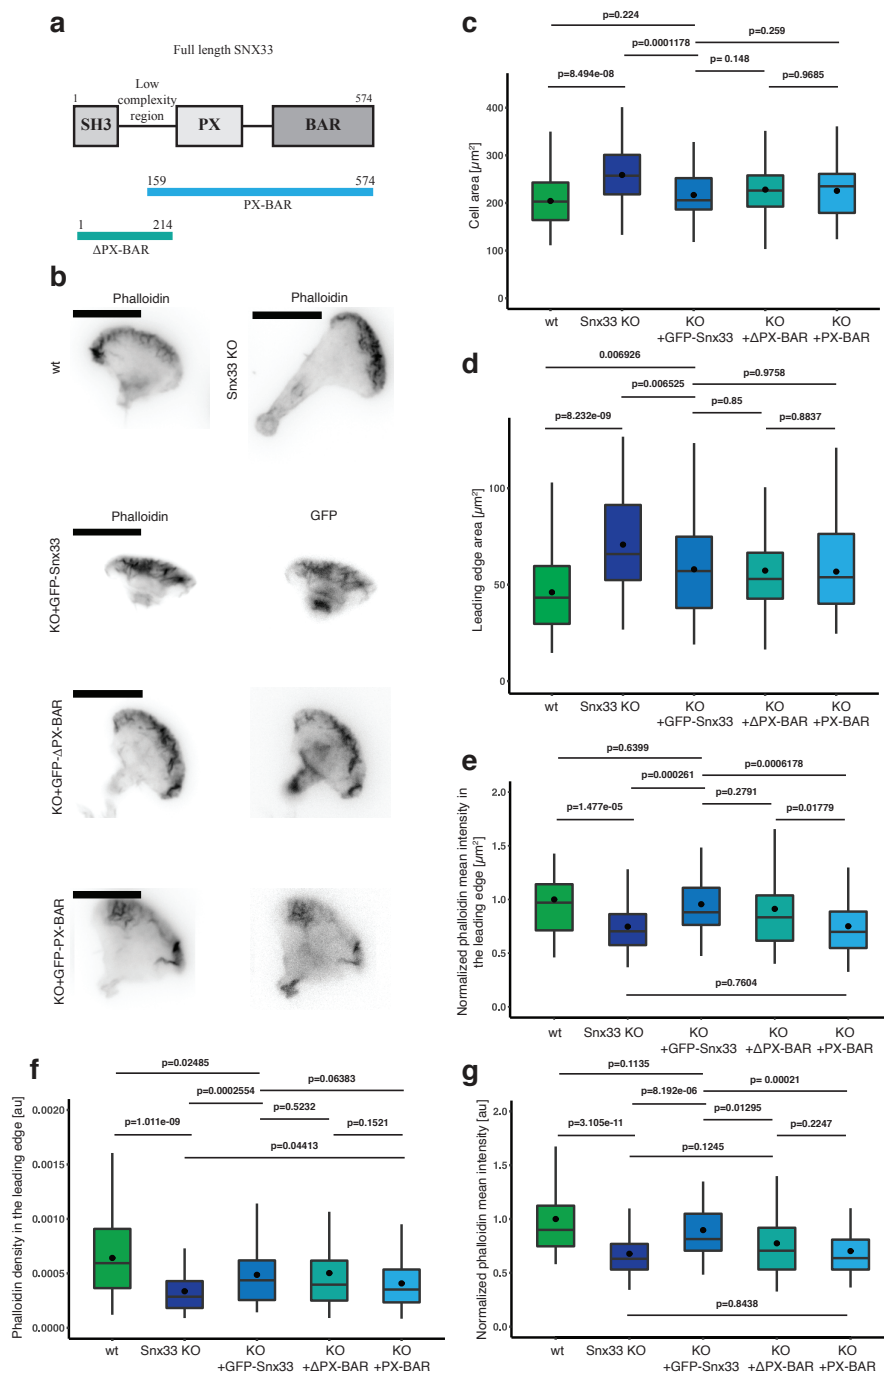 a
Full length SNX33
Low
complexity
region
1
574
SH3
PX
BAR
159
574
PX-BAR
1
214
ΔPX-BAR
b
Phalloidin
Phalloidin
wt
Snx33 KO
Phalloidin
GFP
KO+GFP-Snx33
KO+GFP-ΔPX-BAR
KO+GFP-PX-BAR
c
p=0.224
p=0.259
p=0.0001178
p= 0.148
p=8.494e-08
p=0.9685
Cell area [µm²]
400
300
200
100
0
wt
Snx33 KO
KO
+GFP-Snx33
KO
+ΔPX-BAR
KO
+PX-BAR
d
0.006926
p=0.9758
p=0.006525
p=0.85
p=8.232e-09
p=0.8837
Leading edge area [µm²]
100
50
0
wt
Snx33 KO
KO
+GFP-Snx33
KO
+ΔPX-BAR
KO
+PX-BAR
e
p=0.6399
p=0.0006178
p=0.000261
p=0.2791
p=1.477e-05
p=0.01779
Normalized phalloidin mean intensity in
the leading edge [µm²]
2.0
1.5
1.0
0.5
0.0
p=0.7604
wt
Snx33 KO
KO
+GFP-Snx33
KO
+ΔPX-BAR
KO
+PX-BAR
f
p=0.02485
p=0.06383
p=0.0002554
p=0.5232
p=1.011e-09
p=0.1521
p=0.04413
Phalloidin density in the leading edge [au]
0.0020
0.0015
0.0010
0.0005
0.0000
wt
Snx33 KO
KO
+GFP-Snx33
KO
+ΔPX-BAR
KO
+PX-BAR
g
p=0.1135
p= 0.00021
p=8.192e-06
p=0.01295
p=3.105e-11
p=0.2247
p=0.1245
Normalized phalloidin mean intensity [au]
2.0
1.5
1.0
0.5
0.0
p=0.8438
wt
Snx33 KO
KO
+GFP-Snx33
KO
+ΔPX-BAR
KO
+PX-BAR